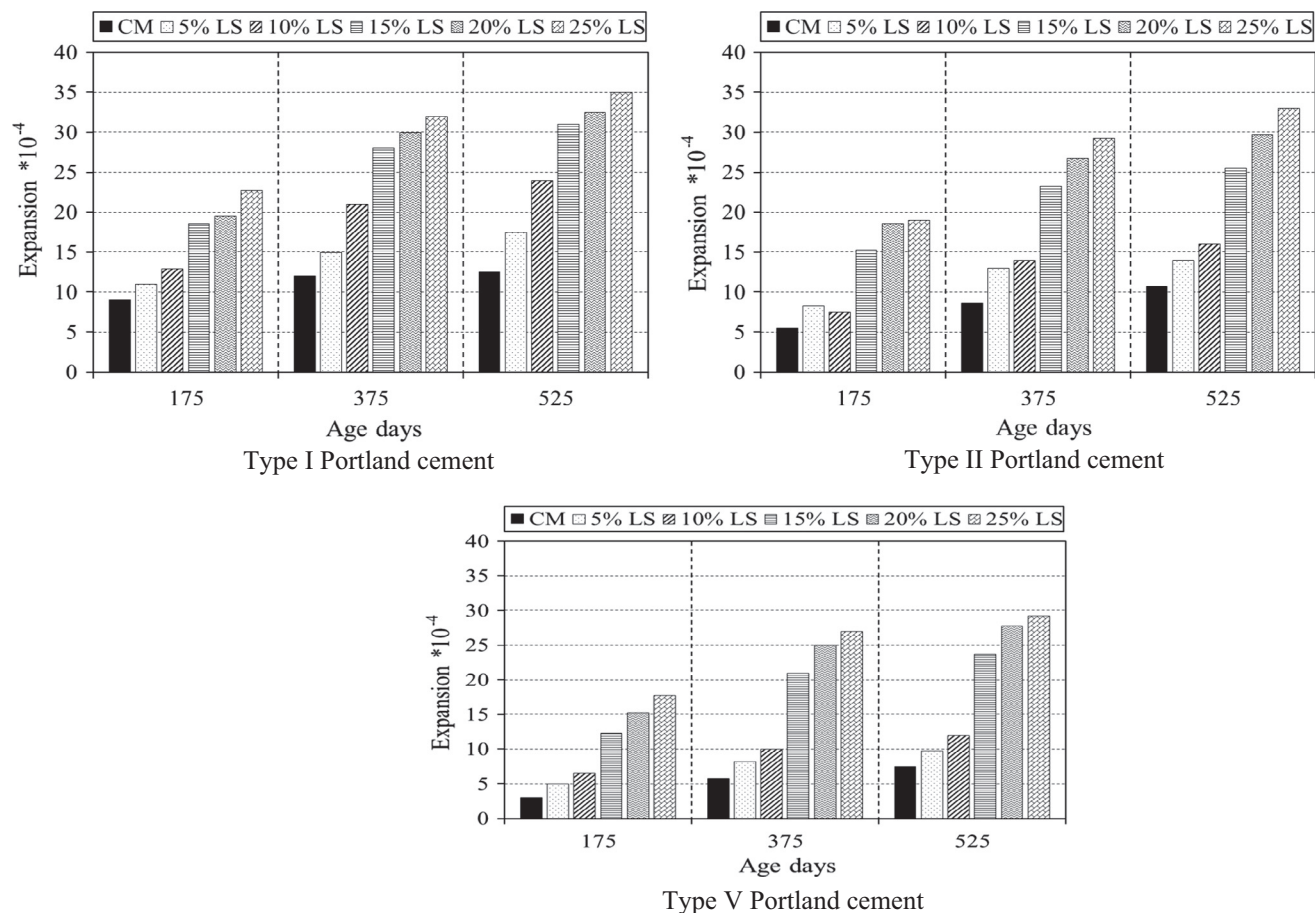 CM 5% LS 10% LS 15% LS 20% LS 25% LS
40
35
30
25
20
15
10
5
0
Expansion *10-4
175 375 525
Age days
Type I Portland cement
CM 5% LS 10% LS 15% LS 20% LS 25% LS
40
35
30
25
20
15
10
5
0
Expansion *10-4
175 375 525
Age days
Type II Portland cement
CM 5% LS 10% LS 15% LS 20% LS 25% LS
40
35
30
25
20
15
10
5
0
Expansion *10-4
175 375 525
Age days
Type V Portland cement